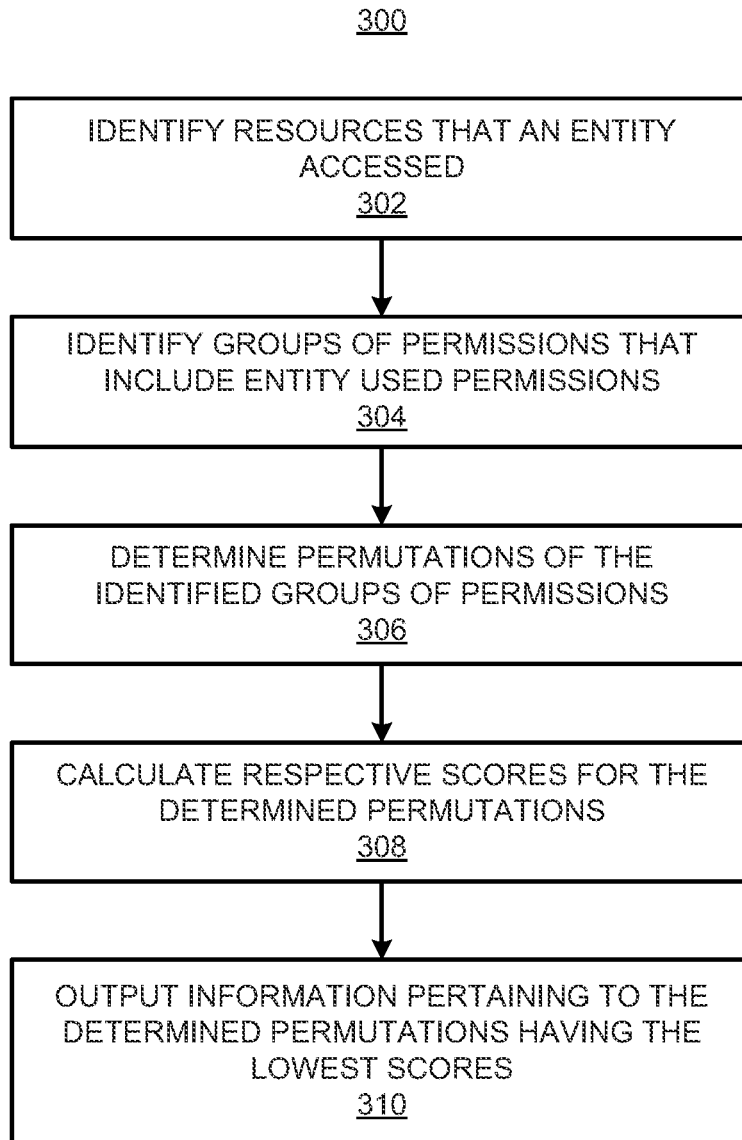 300
IDENTIFY RESOURCES THAT AN ENTITY
ACCESSED
302
IDENTIFY GROUPS OF PERMISSIONS THAT
INCLUDE ENTITY USED PERMISSIONS
304
DETERMINE PERMUTATIONS OF THE
IDENTIFIED GROUPS OF PERMISSIONS
306
CALCULATE RESPECTIVE SCORES FOR THE
DETERMINED PERMUTATIONS
308
OUTPUT INFORMATION PERTAINING TO THE
DETERMINED PERMUTATIONS HAVING THE
LOWEST SCORES
310